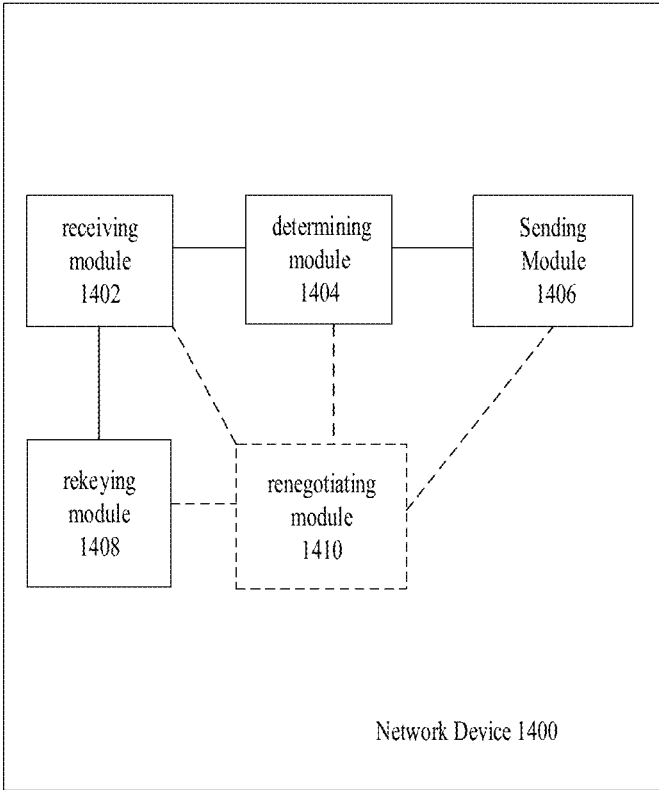 receiving
module
1402
determining
module
1404
Sending
Module
1406
rekeying
module
1408
renegotiating
module
1410
Network Device 1400